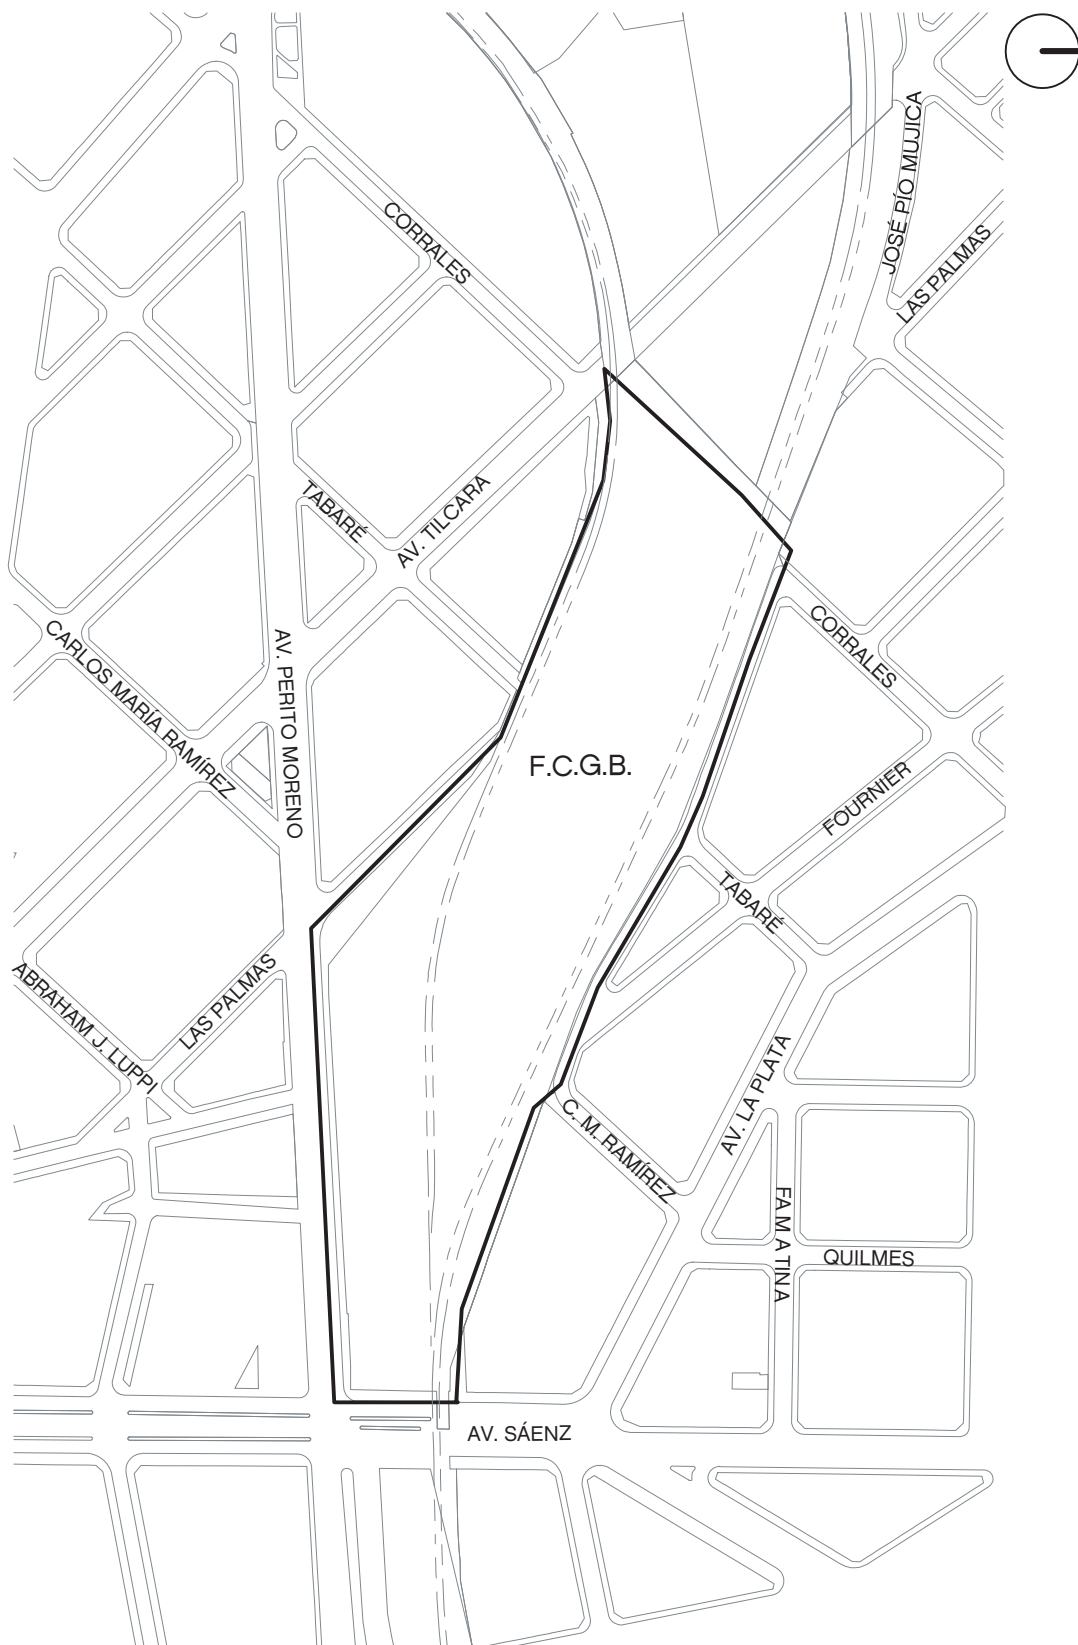 JOSÉ PÍO MUJICA
CORRALES
LAS PALMAS
TABARÉ
AV. TILCARA
CARLOS MARÍA RAMÍREZ
AV. PERITO MORENO
CORRALES
F.C.G.B.
FOURNIER
TABARÉ
ABRAHAM J. LUPPI
LAS PALMAS
AV. LA PLATA
C. M. RAMÍREZ
FAMATINA
QUILMES
AV. SÁENZ